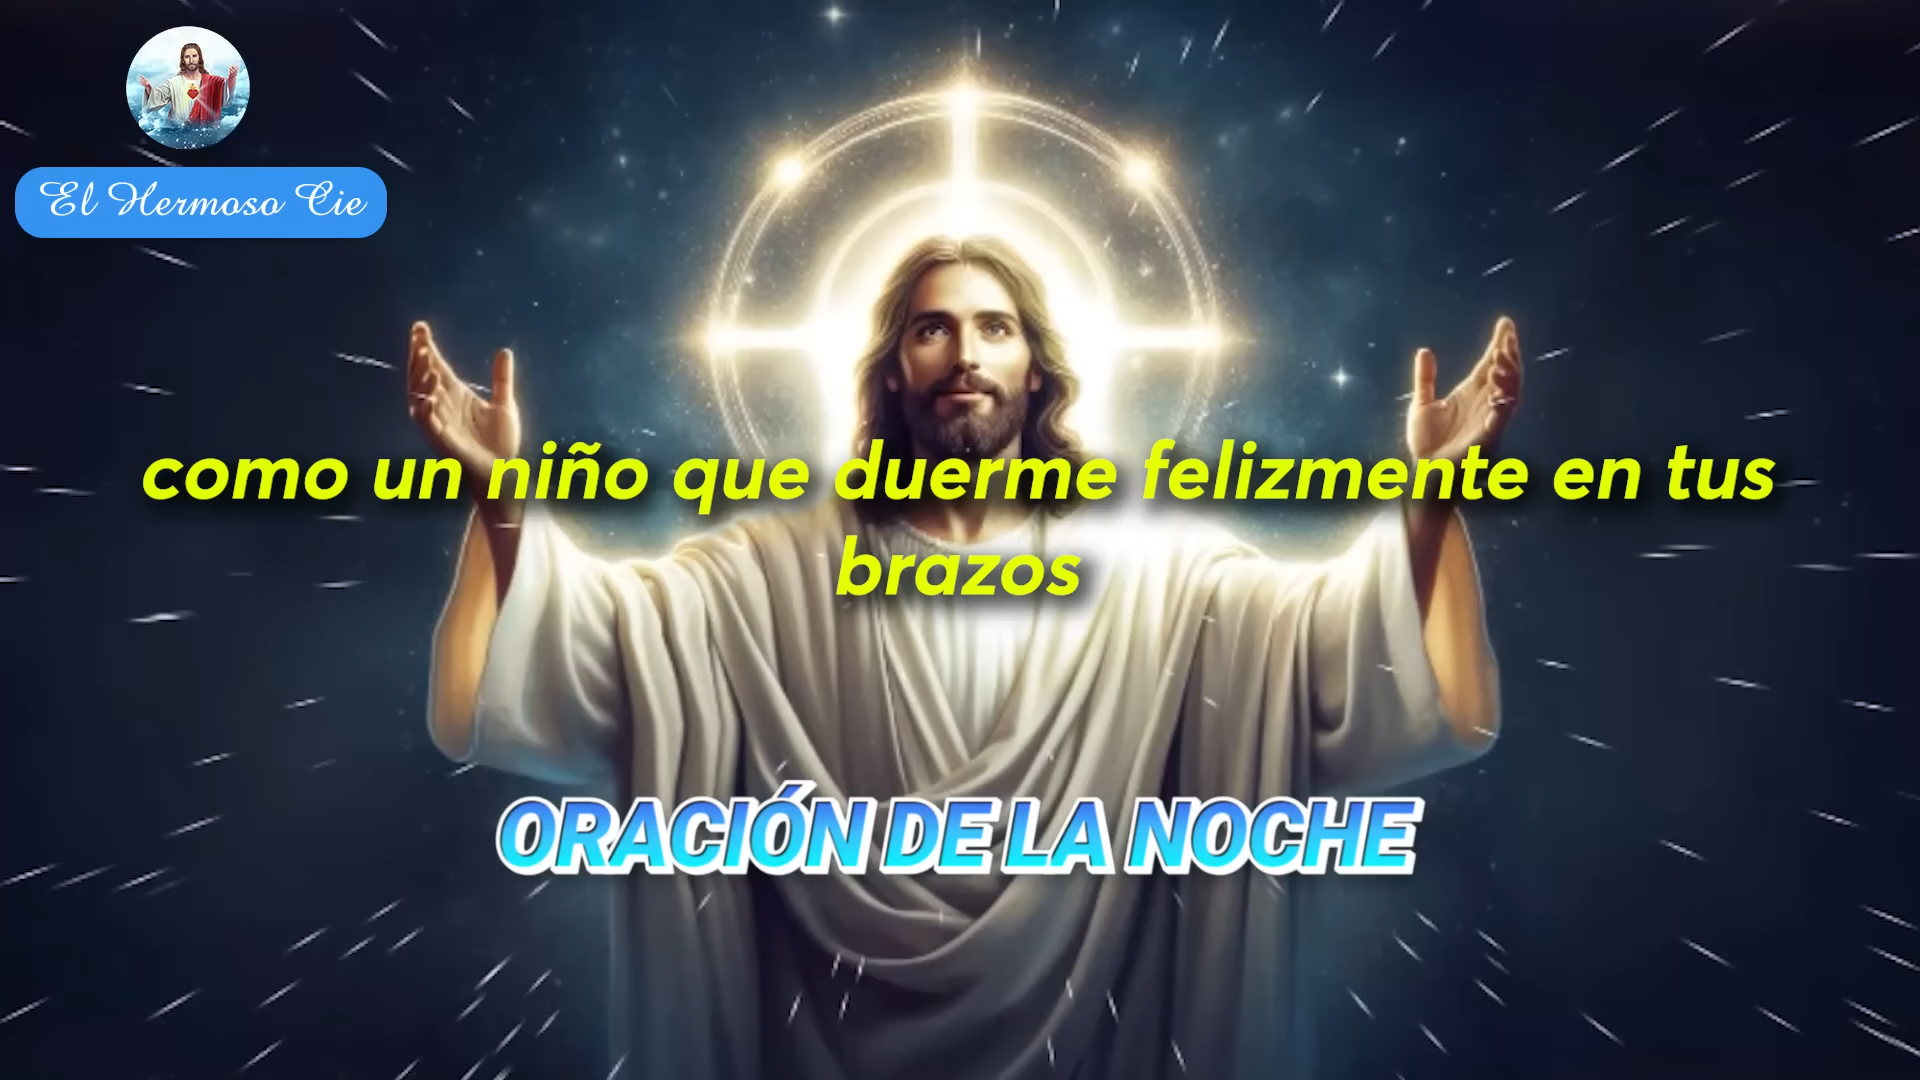 El Hermoso Cie
como un niño que duerme felizmente en tus
brazos
ORACIÓN DE LA NOCHE